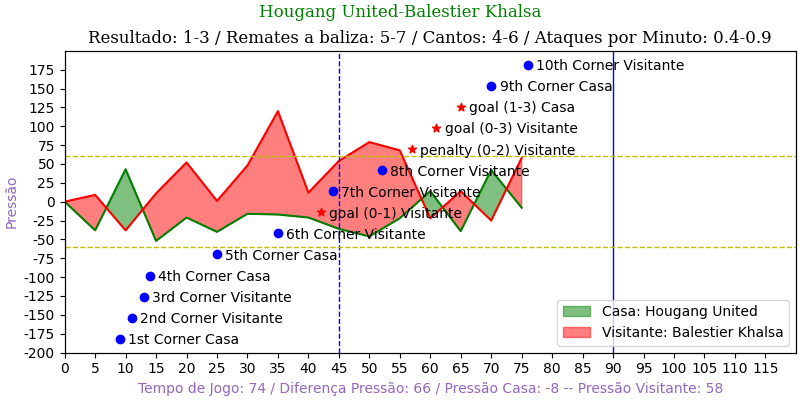 Hougang United-Balestier Khalsa
Resultado: 1-3 / Remates a baliza: 5-7 / Cantos: 4-6 / Ataques por Minuto: 0.4-0.9
Pressão
175
150
125
100
75
50
25
0
-25
-50
-75
-100
-125
-150
-175
-200
10th Corner Visitante
9th Corner Casa
goal (1-3) Casa
goal (0-3) Visitante
penalty (0-2) Visitante
8th Corner Visitante
7th Corner Visitante
goal (0-1) Visitante
6th Corner Visitante
5th Corner Casa
4th Corner Casa
3rd Corner Visitante
2nd Corner Visitante
1st Corner Casa
Casa: Hougang United
Visitante: Balestier Khalsa
0 5 10 15 20 25 30 35 40 45 50 55 60 65 70 75 80 85 90 95 100 105 110 115
Tempo de Jogo: 74 / Diferença Pressão: 66 / Pressão Casa: -8 -- Pressão Visitante: 58